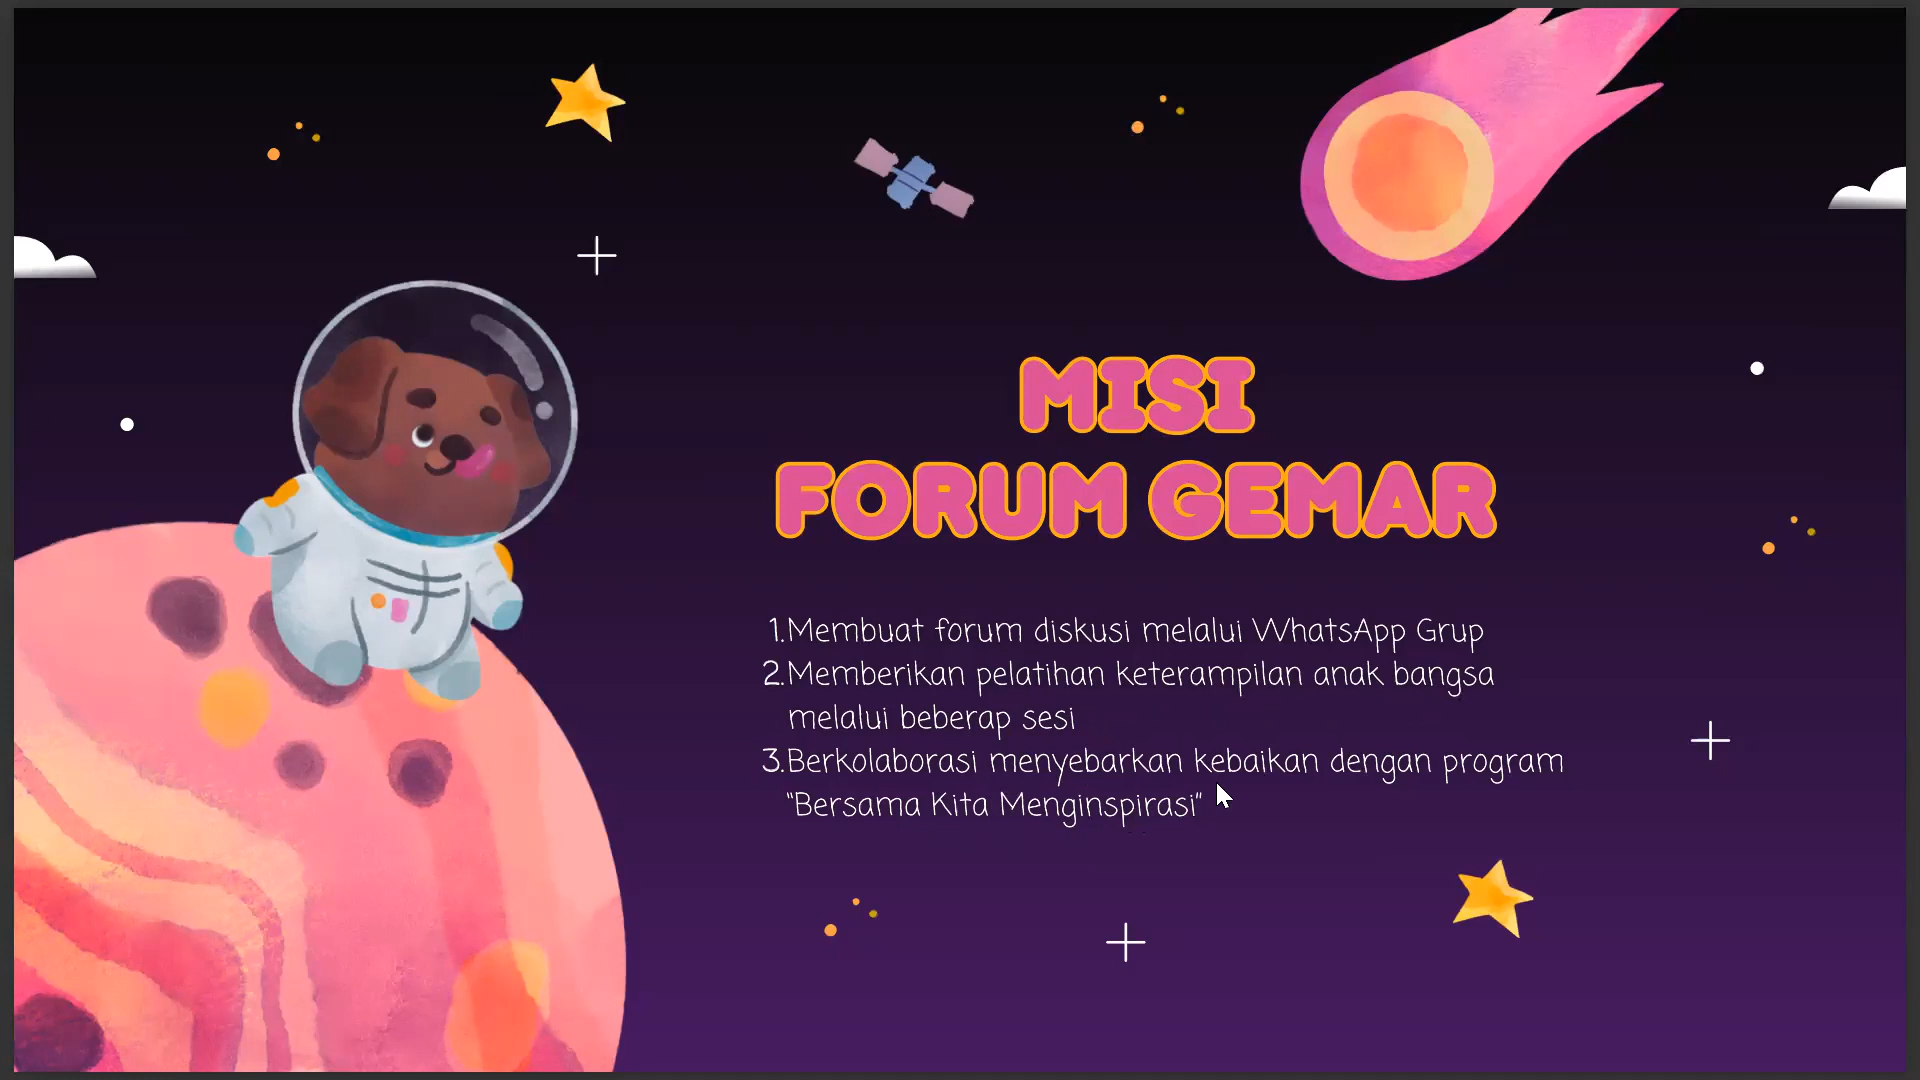 MISI
FORUM GEMAR
1.Membuat forum diskusi melalui WhatsApp Grup
2.Memberikan pelatihan keterampilan anak bangsa
melalui beberap sesi
3.Berkolaborasi menyebarkan kebaikan dengan program
"Bersama Kita Menginspirasi"